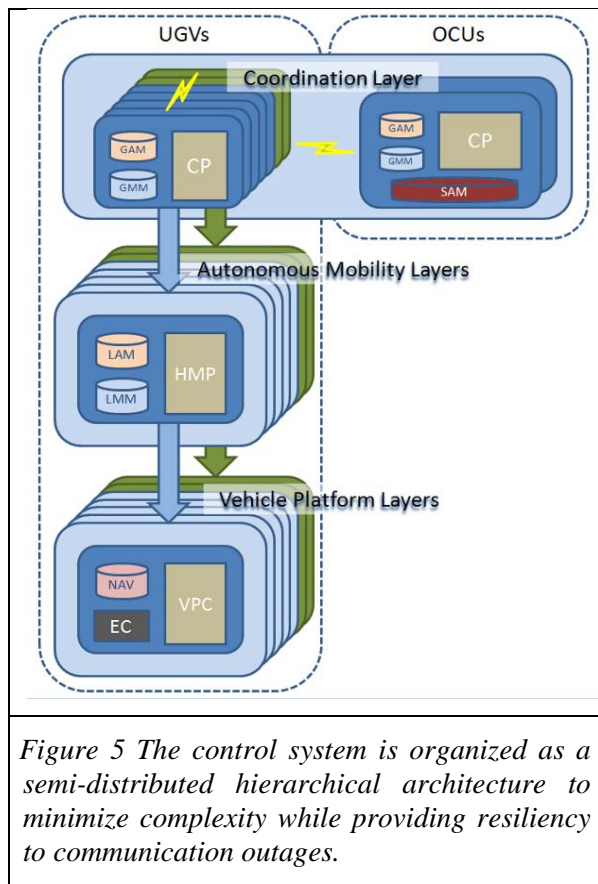 UGVs
OCUs
Coordination Layer
GAM
GMM
CP
GAM
GMM
CP
SAM
Autonomous Mobility Layers
LAM
LMM
HMP
Vehicle Platform Layers
NAV
EC
VPC
Figure 5 The control system is organized as a
semi-distributed hierarchical architecture to
minimize complexity while providing resiliency
to communication outages.